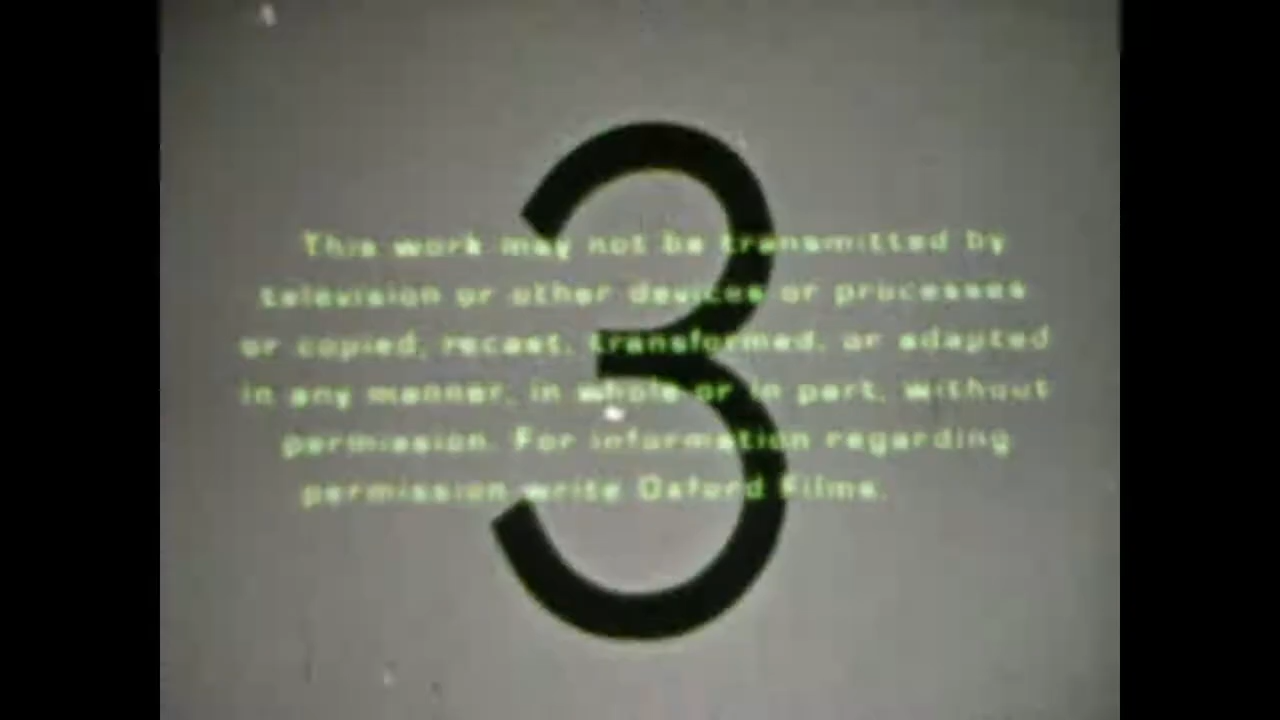 3
This work may not be transmitted by
television or other devices or processes
or copied, recast, transformed, or adapted
in any manner, in whole or in part, without
permission. For information regarding
permission write Oxford Films.